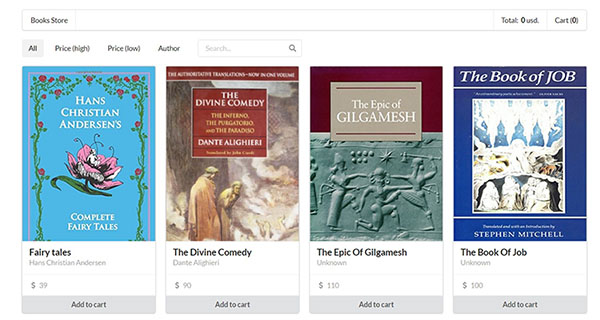 Books Store
Total: 0 usd.
Cart (0)
All
Price (high)
Price (low)
Author
Search...
HANS
CHRISTIAN
ANDERSEN'S
COMPLETE
FAIRY TALES
THE AUTHORITATIVE TRANSLATIONS—NOW IN ONE VOLUME
THE
DIVINE COMEDY
THE INFERNO,
THE PURGATORIO,
AND THE PARADISO
DANTE ALIGHIERI
Translated by John Ciardi
The Epic of
GILGAMESH
The Book of JOB
Translated and with an Introduction by
STEPHEN MITCHELL
Fairy tales
Hans Christian Andersen
$ 39
Add to cart
The Divine Comedy
Dante Alighieri
$ 90
Add to cart
The Epic Of Gilgamesh
Unknown
$ 110
Add to cart
The Book Of Job
Unknown
$ 100
Add to cart